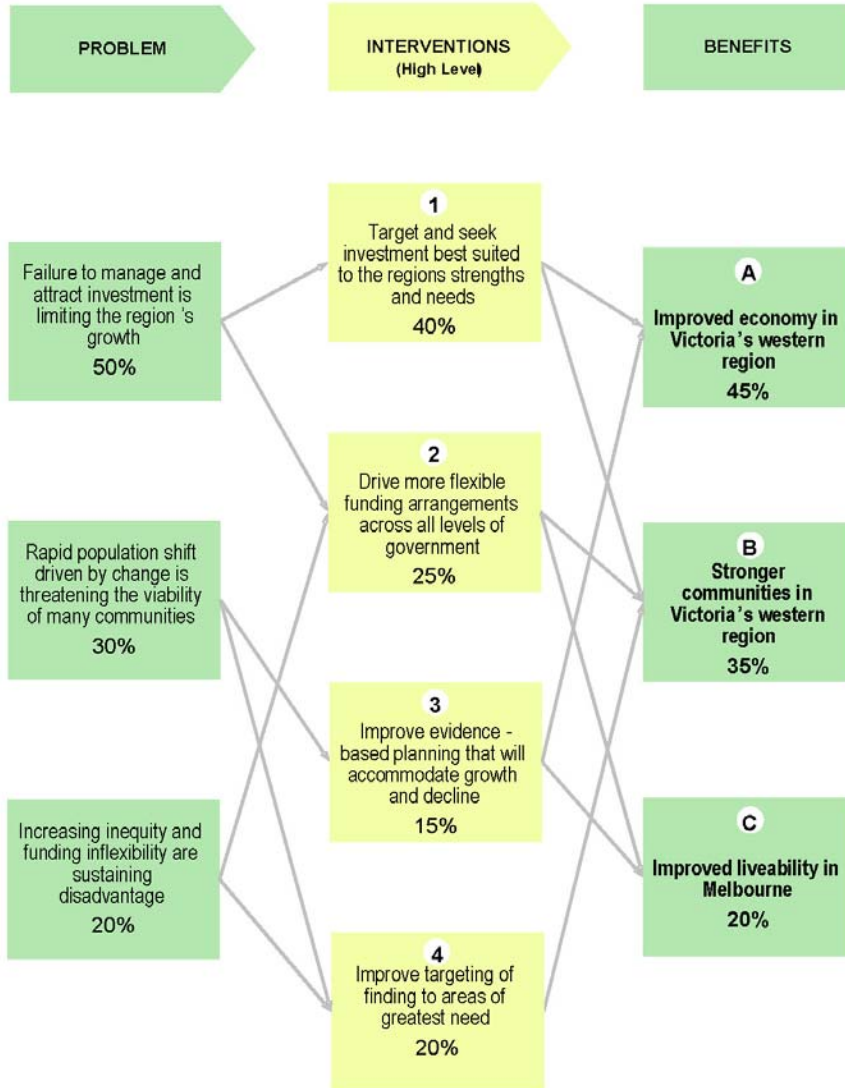 PROBLEM
INTERVENTIONS
(High Level)
BENEFITS
Failure to manage and
attract investment is
limiting the region 's
growth
50%
Rapid population shift
driven by change is
threatening the viability
of many communities
30%
Increasing inequity and
funding inflexibility are
sustaining
disadvantage
20%
1
Target and seek
investment best suited
to the regions strengths
and needs
40%
2
Drive more flexible
funding arrangements
across all levels of
government
25%
3
Improve evidence -
based planning that will
accommodate growth
and decline
15%
4
Improve targeting of
finding to areas of
greatest need
20%
A
Improved economy in
Victoria's western
region
45%
B
Stronger
communities in
Victoria's western
region
35%
C
Improved liveability in
Melbourne
20%